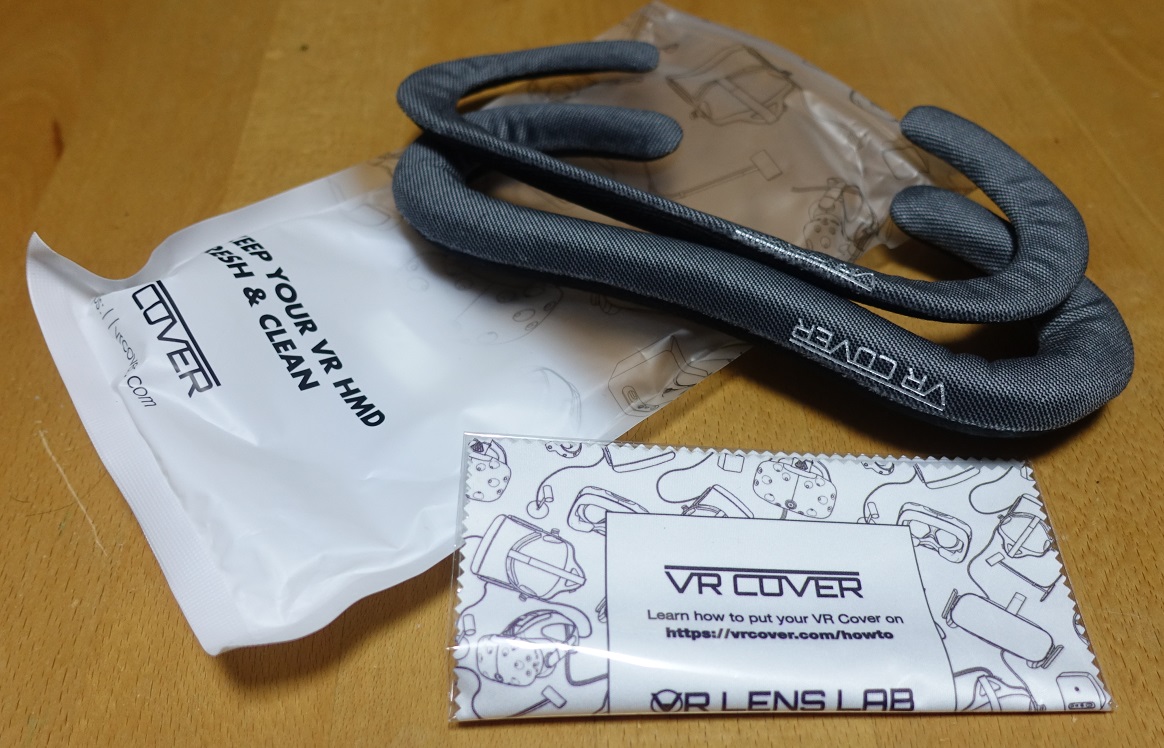 EEP YOUR VR HMD
RESH & CLEAN
COVER
.com
VR COVER
VR COVER
Learn how to put your VR Cover on
https://vrcover.com/howto
VR LENS LAB